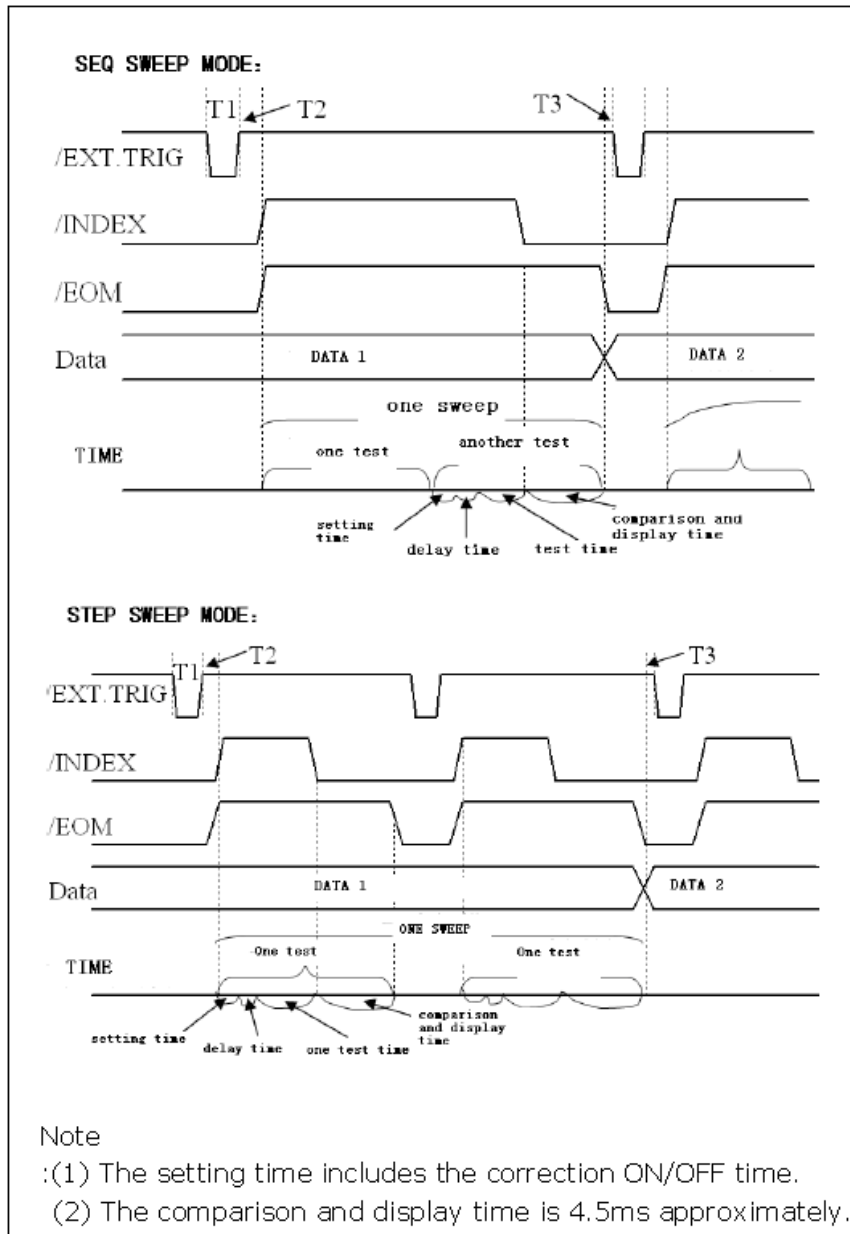 SEQ SWEEP MODE:
T1 T2 T3
/EXT.TRIG
/INDEX
/EOM
Data DATA 1 DATA 2
one sweep
TIME one test another test
setting time
delay time
test time
comparison and display time
STEP SWEEP MODE:
T1 T2 T3
/EXT.TRIG
/INDEX
/EOM
Data DATA 1 DATA 2
ONE SWEEP
TIME One test One test
setting time
delay time
one test time
comparison and display time
Note
:(1) The setting time includes the correction ON/OFF time.
(2) The comparison and display time is 4.5ms approximately.